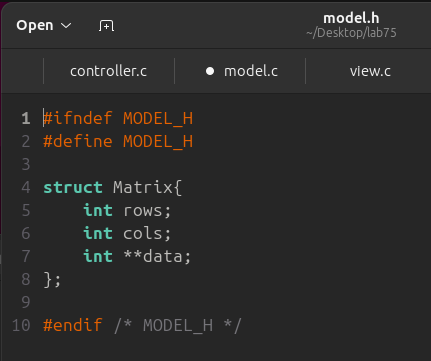 Open
model.h
~/Desktop/lab75
controller.c
model.c
view.c
1 #ifndef MODEL_H
2 #define MODEL_H
3
4 struct Matrix{
5     int rows;
6     int cols;
7     int **data;
8 };
9
10 #endif /* MODEL_H */